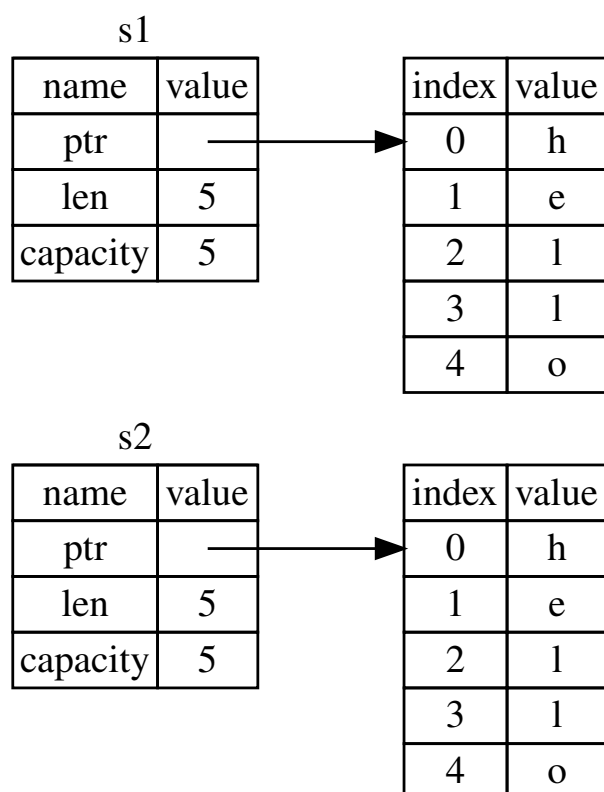 s1
name value index value
ptr 0 h
len 5 1 e
capacity 5 2 l
3 l
4 o
s2
name value index value
ptr 0 h
len 5 1 e
capacity 5 2 l
3 l
4 o